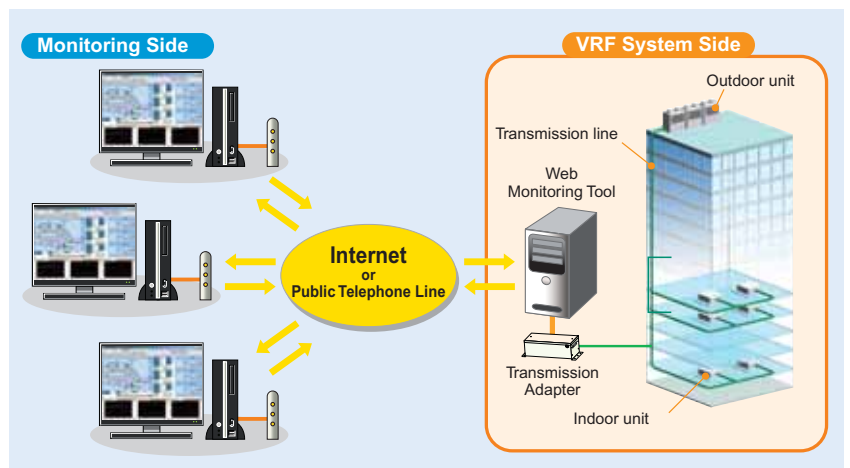 Monitoring Side
VRF System Side
Outdoor unit
Transmission line
Web
Monitoring Tool
Internet
or
Public Telephone Line
Transmission
Adapter
Indoor unit